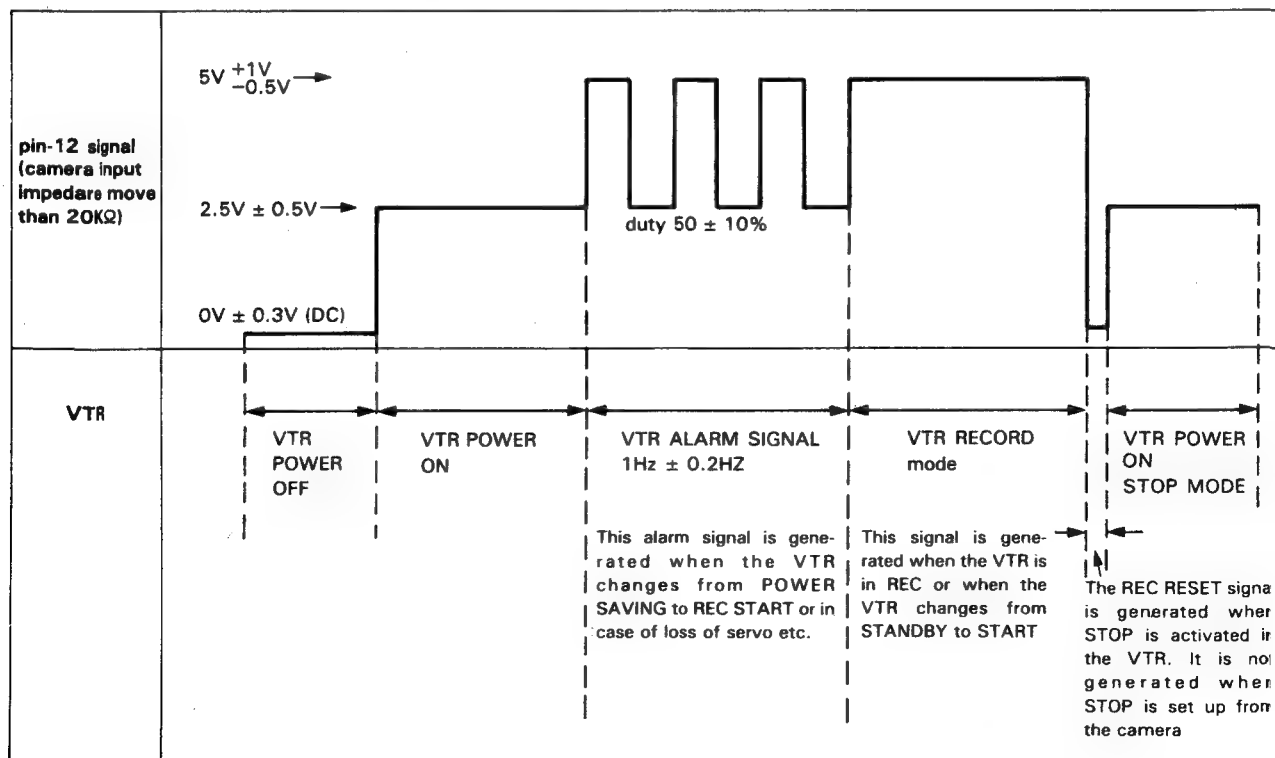 5V +1V −0.5V
pin-12 signal
(camera input
impedare move
than 20KΩ)
2.5V ± 0.5V
duty 50 ± 10%
0V ± 0.3V (DC)
VTR
VTR
POWER
OFF
VTR POWER
ON
VTR ALARM SIGNAL
1Hz ± 0.2HZ
VTR RECORD
mode
VTR POWER
ON
STOP MODE
This alarm signal is gene-
rated when the VTR
changes from POWER
SAVING to REC START or in
case of loss of servo etc.
This signal is gene-
rated when the VTR is
in REC or when the
VTR changes from
STANDBY to START
The REC RESET signa
is generated when
STOP is activated in
the VTR. It is not
generated when
STOP is set up from
the camera